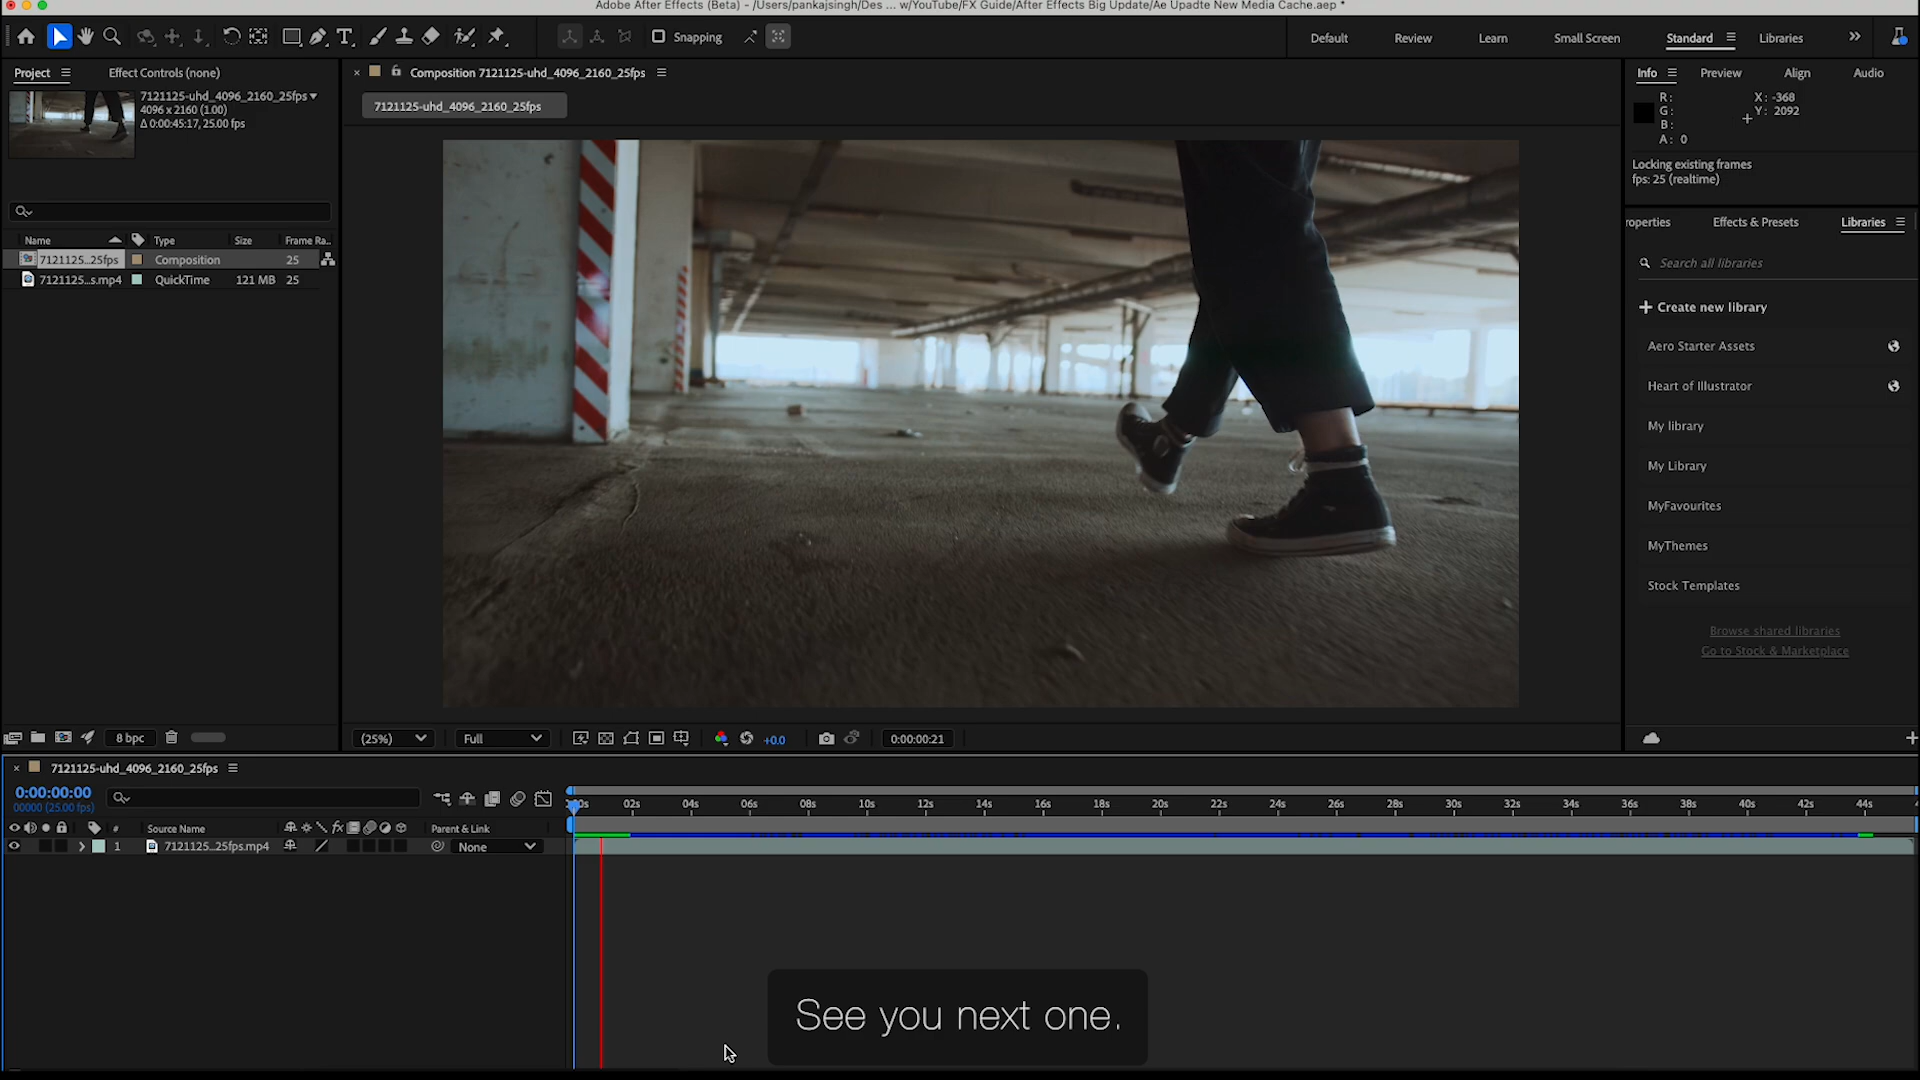 Adobe After Effects (Beta) - /Users/pankajsingh/Des ... w/YouTube/FX Guide/After Effects Big Update/Ae Upadte New Media Cache.aep *
Snapping
Default Review Learn Small Screen Standard Libraries
Project Effect Controls (none)
7121125-uhd_4096_2160_25fps
4096 x 2160 (1.00)
Δ 0:00:45:17, 25.00 fps
Name Type Size Frame Ra..
7121125...25fps Composition 25
7121125...s.mp4 QuickTime 121 MB 25
8 bpc
Composition 7121125-uhd_4096_2160_25fps
7121125-uhd_4096_2160_25fps
(25%) Full +0.0 0:00:00:21
Info Preview Align Audio
R: X: -368
G: Y: 2092
B:
A: 0
Locking existing frames
fps: 25 (realtime)
roperties Effects & Presets Libraries
Search all libraries
+ Create new library
Aero Starter Assets
Heart of Illustrator
My library
My Library
MyFavourites
MyThemes
Stock Templates
Browse shared libraries
Go to Stock & Marketplace
7121125-uhd_4096_2160_25fps
0:00:00:00
00000 (25.00 fps)
:00s 02s 04s 06s 08s 10s 12s 14s 16s 18s 20s 22s 24s 26s 28s 30s 32s 34s 36s 38s 40s 42s 44s
# Source Name fx Parent & Link
1 7121125...25fps.mp4 None
See you next one.